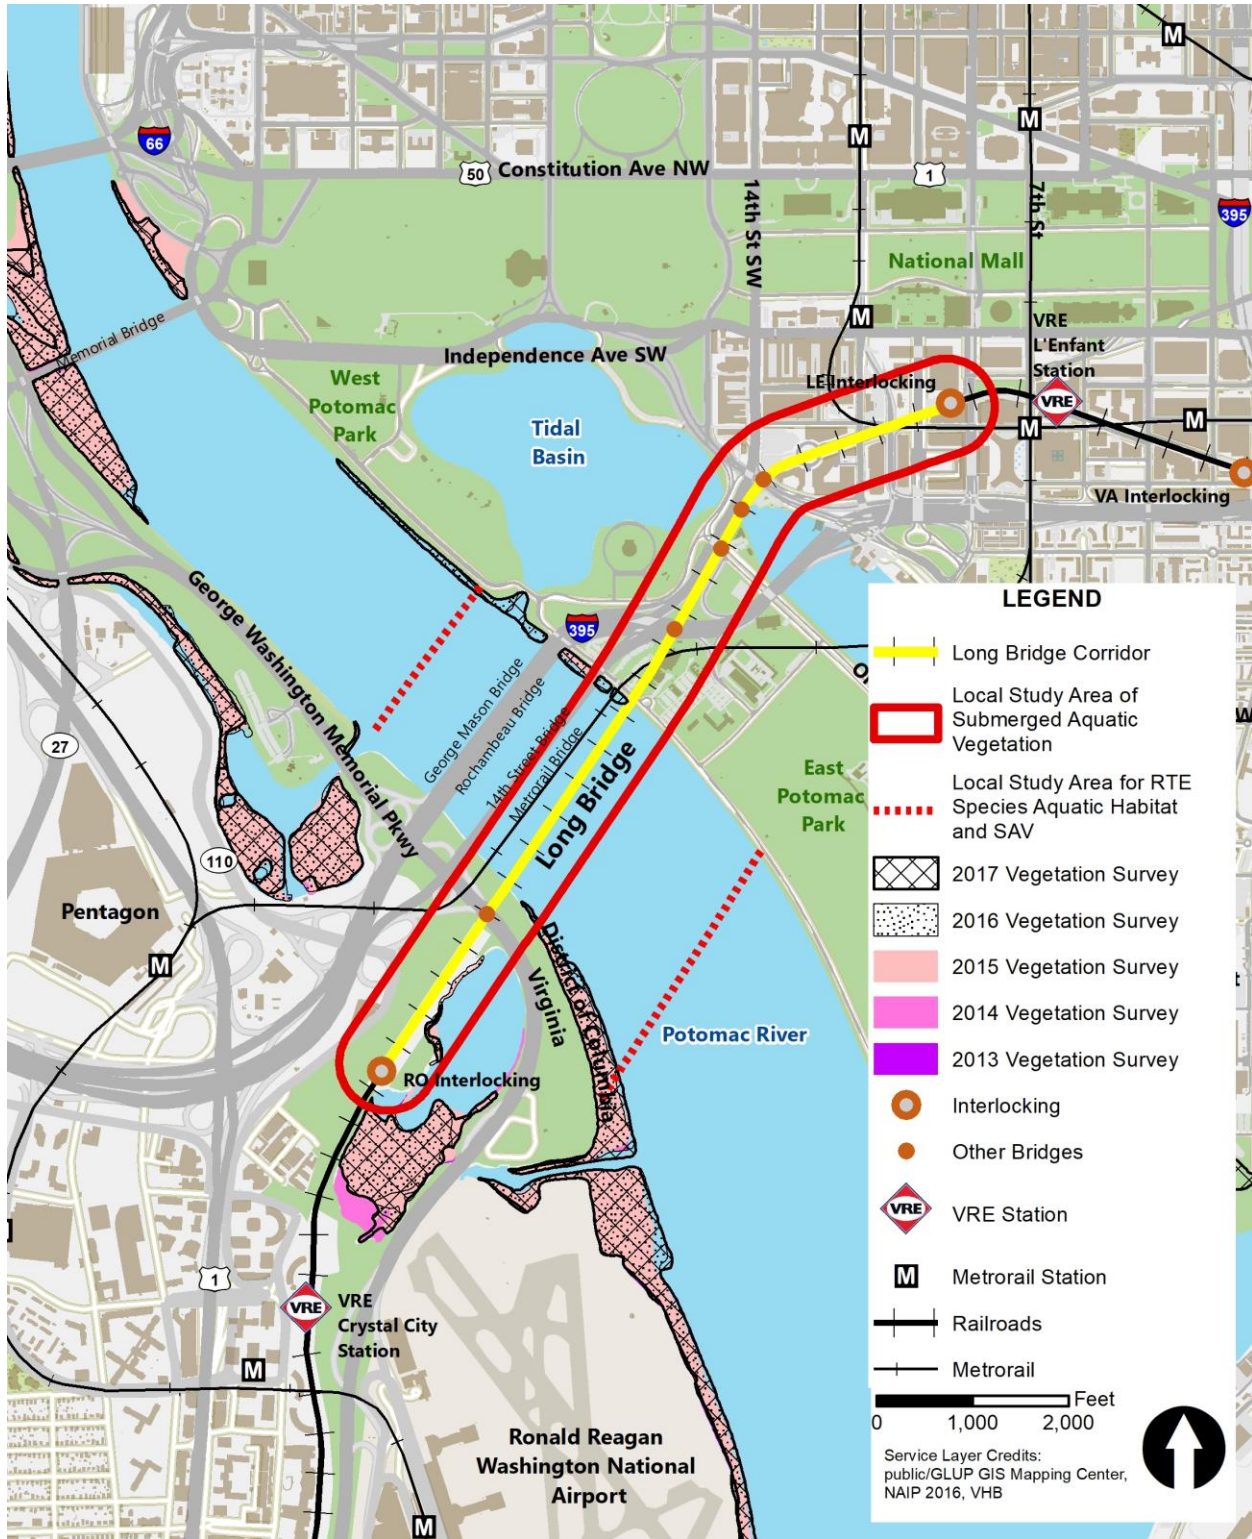 M
66
50
Constitution Ave NW
M
M
1
14th St SW
7th St
395
National Mall
Memorial Bridge
M
Independence Ave SW
VRE
L'Enfant
Station
West
Potomac
Park
LE Interlocking
VRE
Tidal
Basin
M
M
VA Interlocking
George Washington Memorial Pkwy
395
George Mason Bridge
Rochambeau Bridge
14th Street Bridge
Metrorail Bridge
Long Bridge
27
110
East
Potomac
Park
Pentagon
M
District of Columbia
Virginia
Potomac River
RO Interlocking
1
VRE
VRE
Crystal City
Station
M
Ronald Reagan
Washington National
Airport
M
LEGEND
Long Bridge Corridor
Local Study Area of
Submerged Aquatic
Vegetation
Local Study Area for RTE
Species Aquatic Habitat
and SAV
2017 Vegetation Survey
2016 Vegetation Survey
2015 Vegetation Survey
2014 Vegetation Survey
2013 Vegetation Survey
Interlocking
Other Bridges
VRE
VRE Station
M
Metrorail Station
Railroads
Metrorail
Feet
0 1,000 2,000
Service Layer Credits:
public/GLUP GIS Mapping Center,
NAIP 2016, VHB